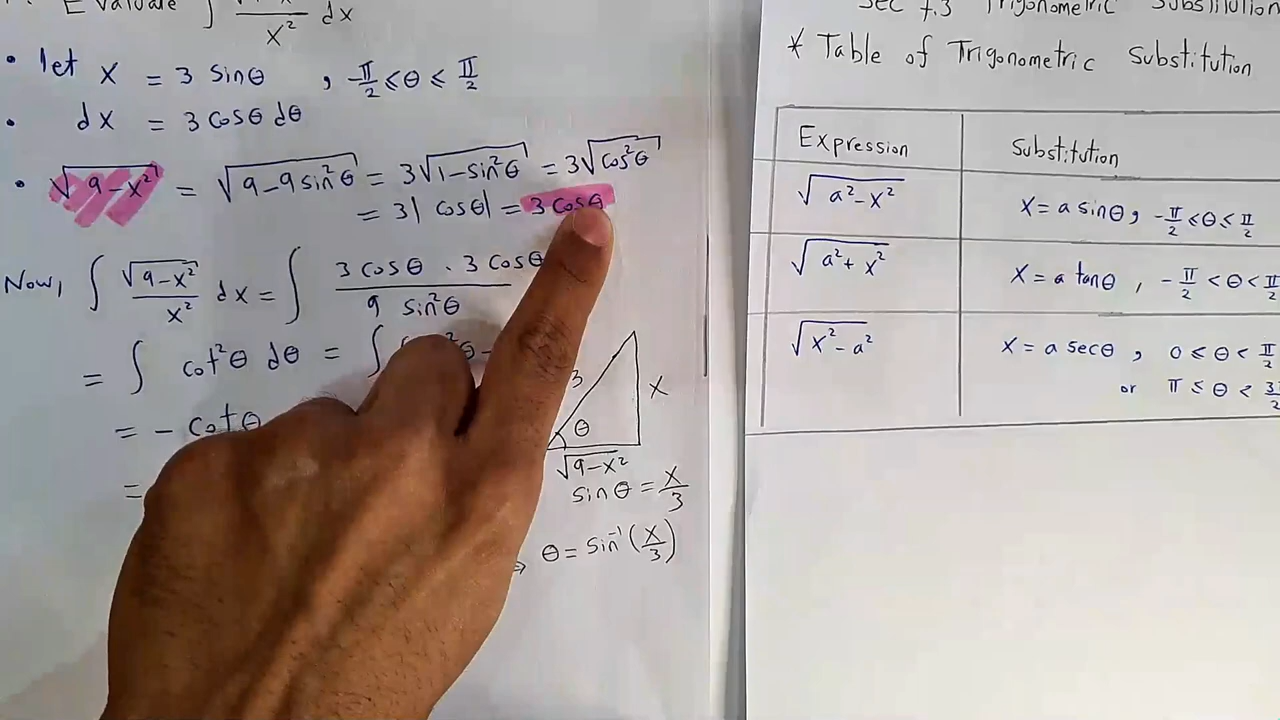 Evaluate ∫ dx
x²
• let x = 3 sinθ , -π/2 ≤ θ ≤ π/2
• dx = 3 cosθ dθ
• √(9-x²) = √(9-9sin²θ) = 3√(1-sin²θ) = 3√(cos²θ)
= 3|cosθ| = 3 cosθ
Now, ∫ √(9-x²)/x² dx = ∫ (3 cosθ · 3 cosθ)/(9 sin²θ)
= ∫ cot²θ dθ = ∫
= - cotθ
=
3
x
θ
√(9-x²)
sinθ = x/3
⇒ θ = sin⁻¹(x/3)
Sec 7.3 Trigonometric Substitution
* Table of Trigonometric Substitution
Expression Substitution
√(a²-x²) x = a sinθ, -π/2 ≤ θ ≤ π/2
√(a²+x²) x = a tanθ , -π/2 < θ < π/2
√(x²-a²) x = a secθ , 0 ≤ θ < π/2
or π ≤ θ < 3π/2